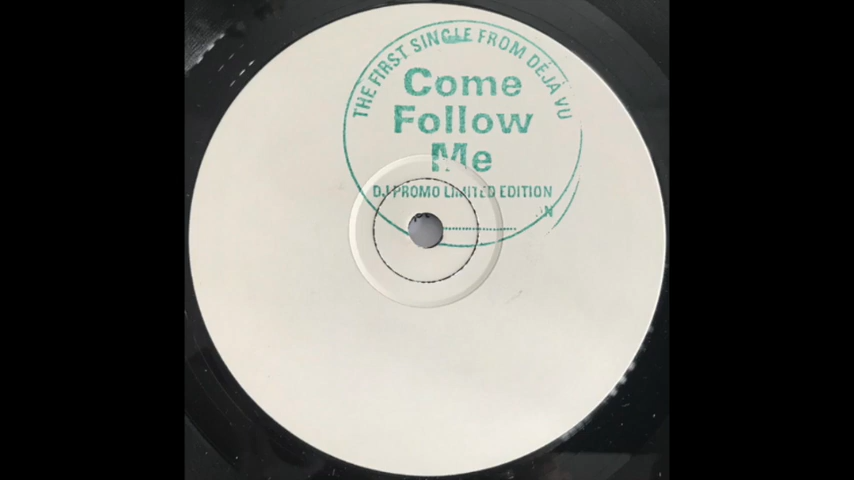 THE FIRST SINGLE FROM DÉJÀ VU
Come
Follow
Me
DJ PROMO LIMITED EDITION